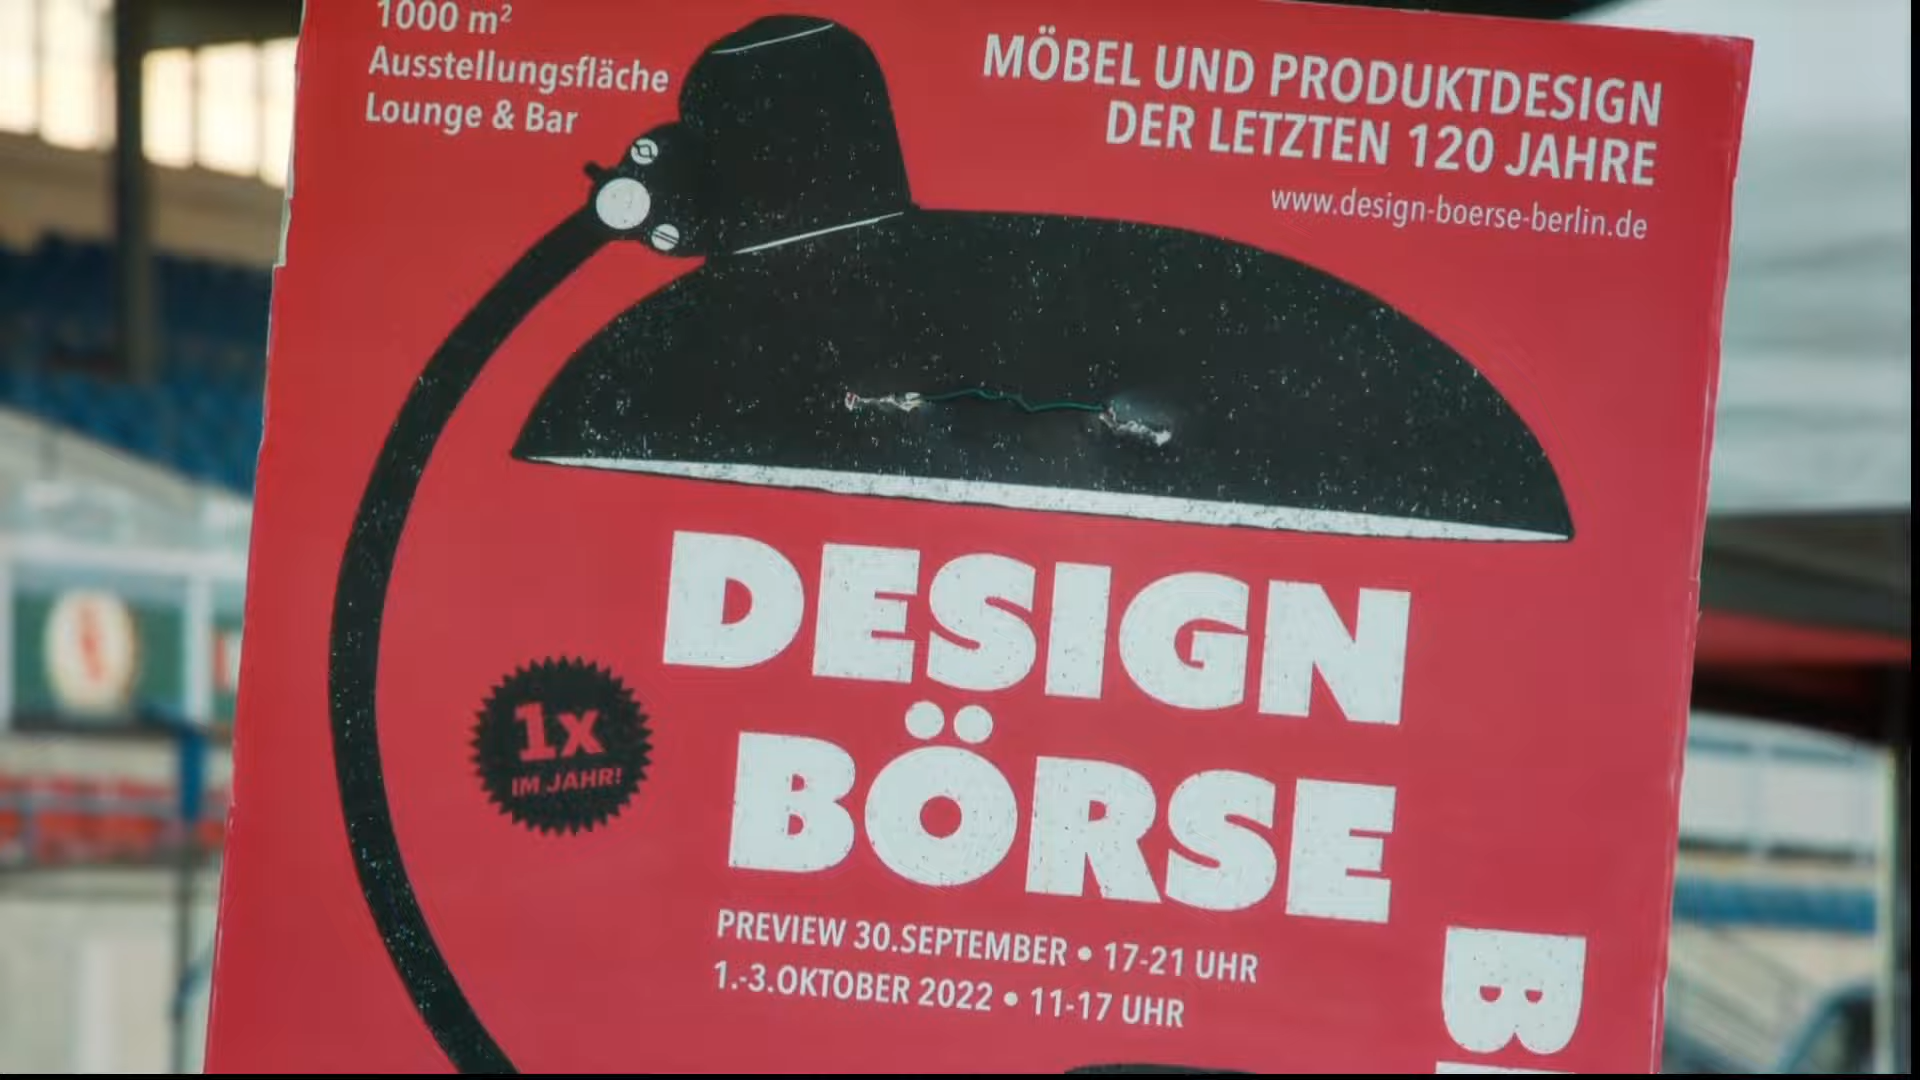 1000 m²
Ausstellungsfläche
Lounge & Bar
MÖBEL UND PRODUKTDESIGN
DER LETZTEN 120 JAHRE
www.design-boerse-berlin.de
DESIGN
BÖRSE
1x
IM JAHR!
PREVIEW 30.SEPTEMBER • 17-21 UHR
1.-3.OKTOBER 2022 • 11-17 UHR